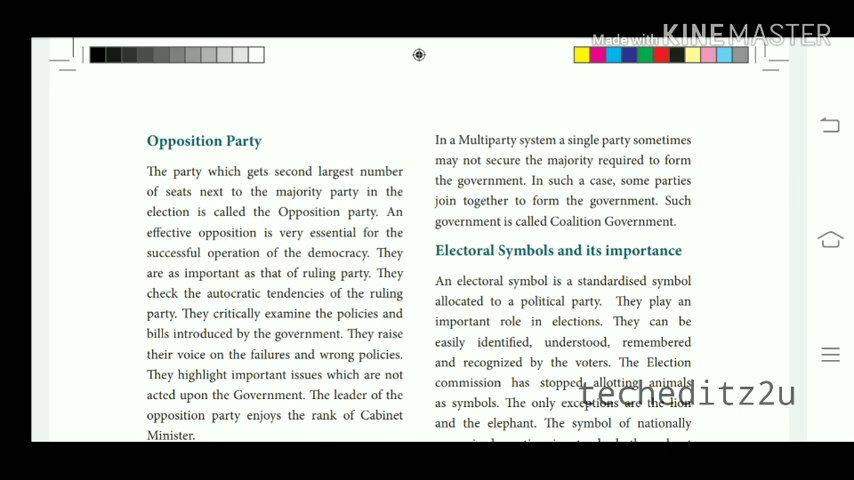 Made with KINEMASTER
Opposition Party
The party which gets second largest number
of seats next to the majority party in the
election is called the Opposition party. An
effective opposition is very essential for the
successful operation of the democracy. They
are as important as that of ruling party. They
check the autocratic tendencies of the ruling
party. They critically examine the policies and
bills introduced by the government. They raise
their voice on the failures and wrong policies.
They highlight important issues which are not
acted upon the Government. The leader of the
opposition party enjoys the rank of Cabinet
Minister.
In a Multiparty system a single party sometimes
may not secure the majority required to form
the government. In such a case, some parties
join together to form the government. Such
government is called Coalition Government.
Electoral Symbols and its importance
An electoral symbol is a standardised symbol
allocated to a political party. They play an
important role in elections. They can be
easily identified, understood, remembered
and recognized by the voters. The Election
commission has stopped allotting animals
as symbols. The only exceptions are the lion
and the elephant. The symbol of nationally
techeditz2u